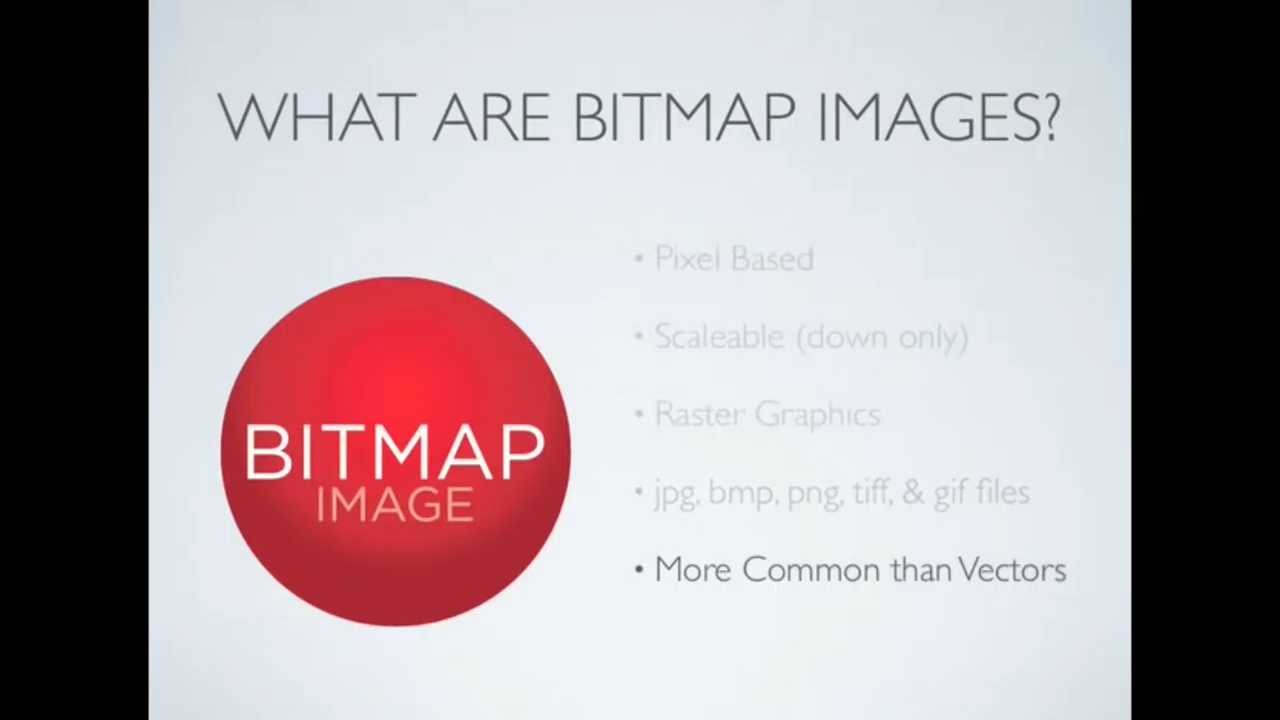 WHAT ARE BITMAP IMAGES?
BITMAP
IMAGE
• Pixel Based
• Scaleable (down only)
• Raster Graphics
• jpg, bmp, png, tiff, & gif files
• More Common than Vectors